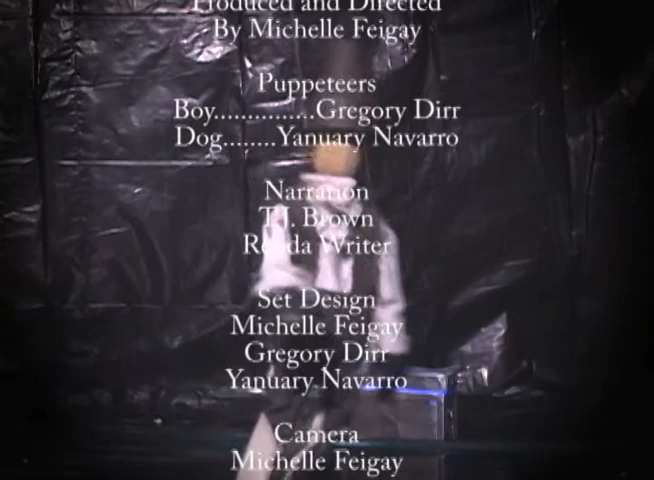 Produced and Directed
By Michelle Feigay
Puppeteers
Boy...............Gregory Dirr
Dog........Yanuary Navarro
Narration
T.J. Brown
Ronda Writer
Set Design
Michelle Feigay
Gregory Dirr
Yanuary Navarro
Camera
Michelle Feigay